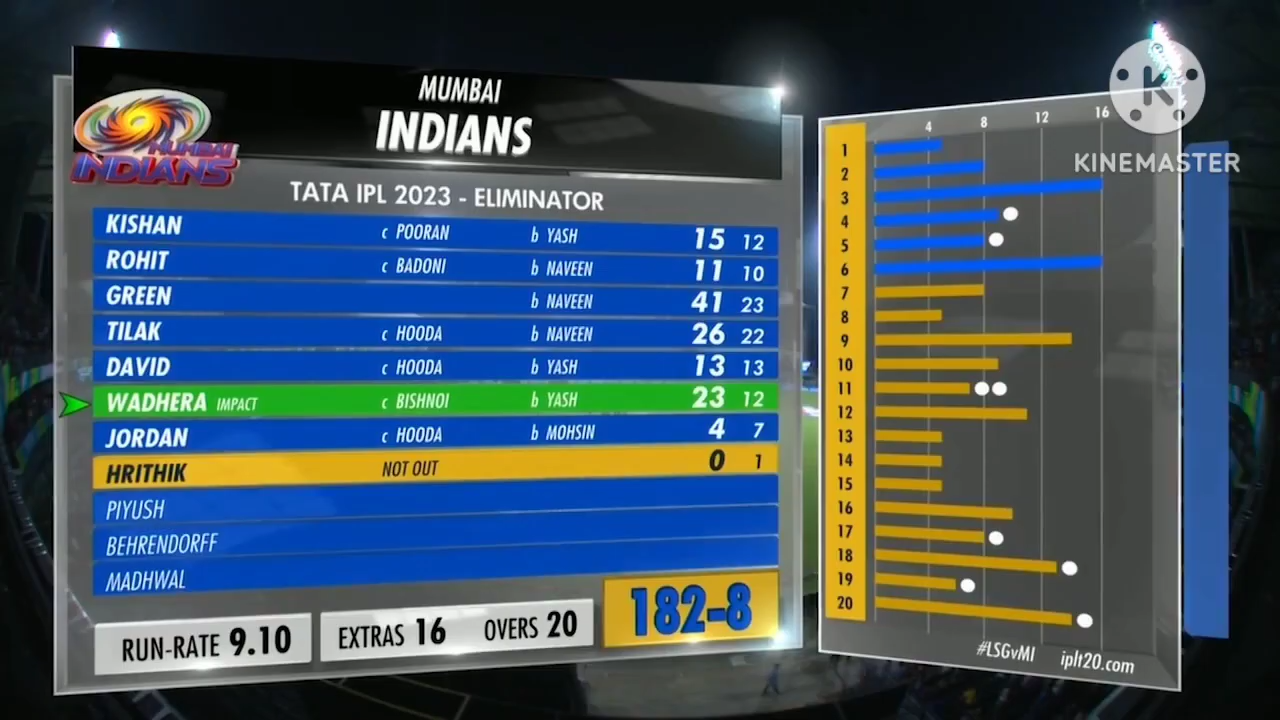 MUMBAI
INDIANS
MUMBAI
INDIANS
TATA IPL 2023 - ELIMINATOR
KISHAN c POORAN b YASH 15 12
ROHIT c BADONI b NAVEEN 11 10
GREEN b NAVEEN 41 23
TILAK c HOODA b NAVEEN 26 22
DAVID c HOODA b YASH 13 13
WADHERA IMPACT c BISHNOI b YASH 23 12
JORDAN c HOODA b MOHSIN 4 7
HRITHIK NOT OUT 0 1
PIYUSH
BEHRENDORFF
MADHWAL
RUN-RATE 9.10 EXTRAS 16 OVERS 20 182-8
4 8 12 16
1
2
3
4
5
6
7
8
9
10
11
12
13
14
15
16
17
18
19
20
#LSGvMI iplt20.com
K
KINEMASTER